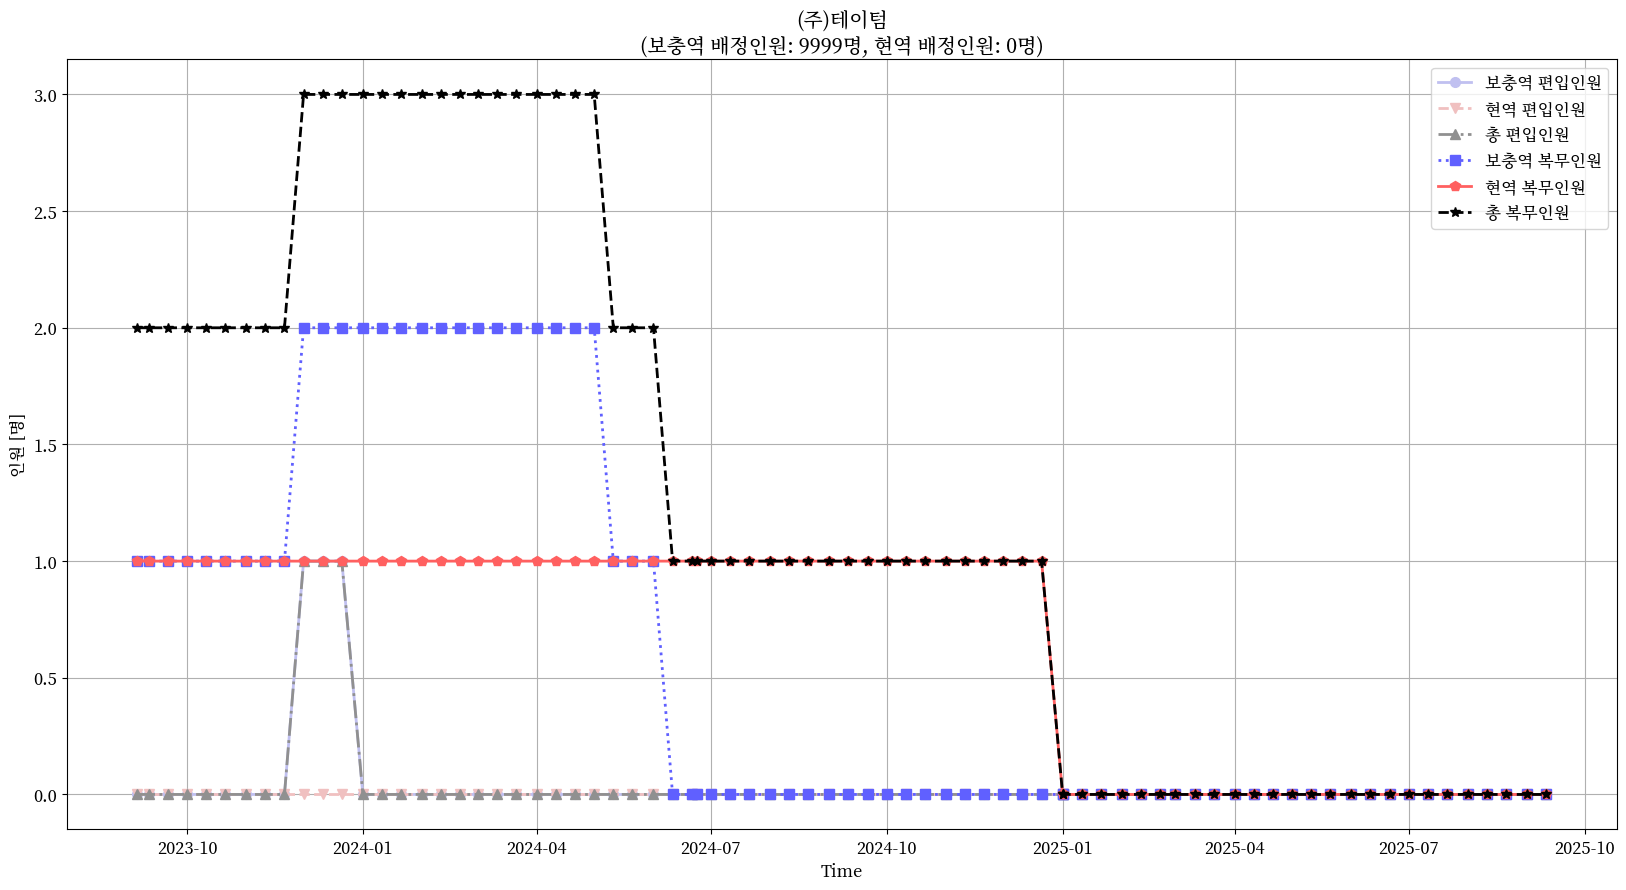 (주)테이텀
(보충역 배정인원: 9999명, 현역 배정인원: 0명)
보충역 편입인원
현역 편입인원
총 편입인원
보충역 복무인원
현역 복무인원
총 복무인원
인원 [명]
3.0
2.5
2.0
1.5
1.0
0.5
0.0
2023-10 2024-01 2024-04 2024-07 2024-10 2025-01 2025-04 2025-07 2025-10
Time